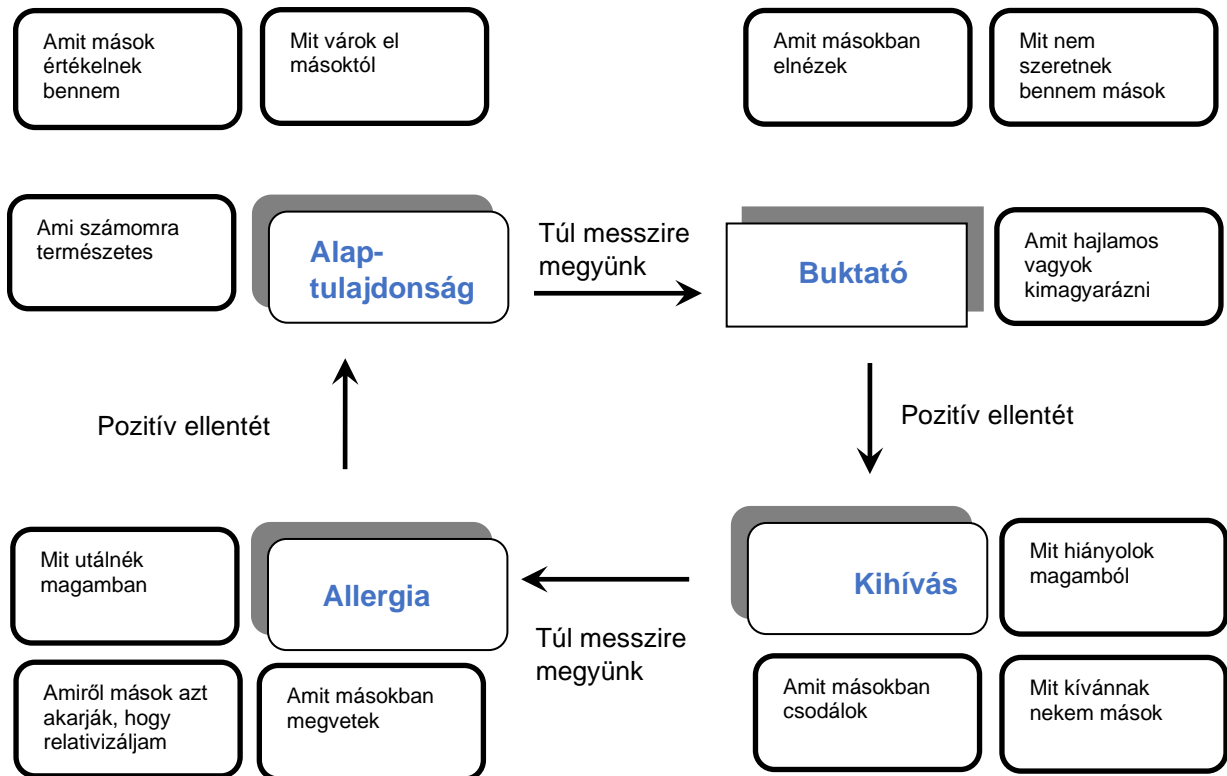 Amit mások
értékelnek
bennem
Mit várok el
másoktól
Amit másokban
elnézek
Mit nem
szeretnek
bennem mások
Ami számomra
természetes
Alap-
tulajdonság
Túl messzire
megyünk
Buktató
Amit hajlamos
vagyok
kimagyarázni
Pozitív ellentét
Pozitív ellentét
Mit utálnék
magamban
Allergia
Túl messzire
megyünk
Kihívás
Mit hiányolok
magamból
Amiről mások azt
akarják, hogy
relativizáljam
Amit másokban
megvetek
Amit másokban
csodálok
Mit kívánnak
nekem mások